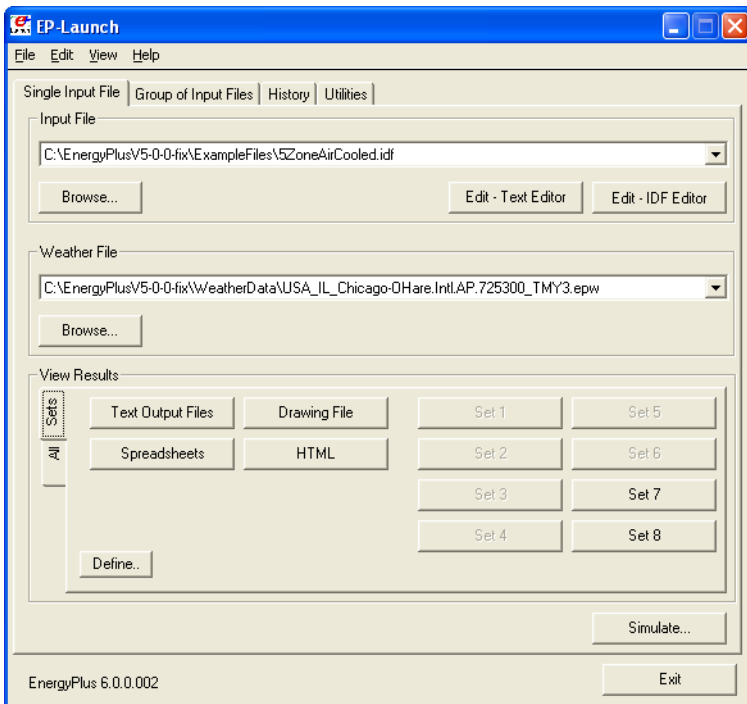 EP-Launch
File Edit View Help
Single Input File Group of Input Files History Utilities
Input File
C:\EnergyPlusV5-0-0-fix\ExampleFiles\5ZoneAirCooled.idf
Browse... Edit - Text Editor Edit - IDF Editor
Weather File
C:\EnergyPlusV5-0-0-fix\WeatherData\USA_IL_Chicago-OHare.Intl.AP.725300_TMY3.epw
Browse...
View Results
Sets
All
Text Output Files Drawing File Set 1 Set 5
Spreadsheets HTML Set 2 Set 6
Set 3 Set 7
Set 4 Set 8
Define..
Simulate...
EnergyPlus 6.0.0.002 Exit